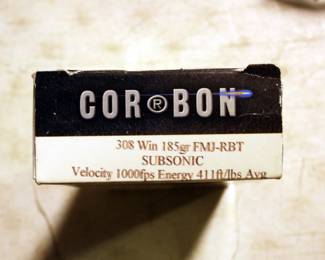 COR®BON
308 Win 185gr FMJ-RBT
SUBSONIC
Velocity 1000fps Energy 411ft/lbs Avg